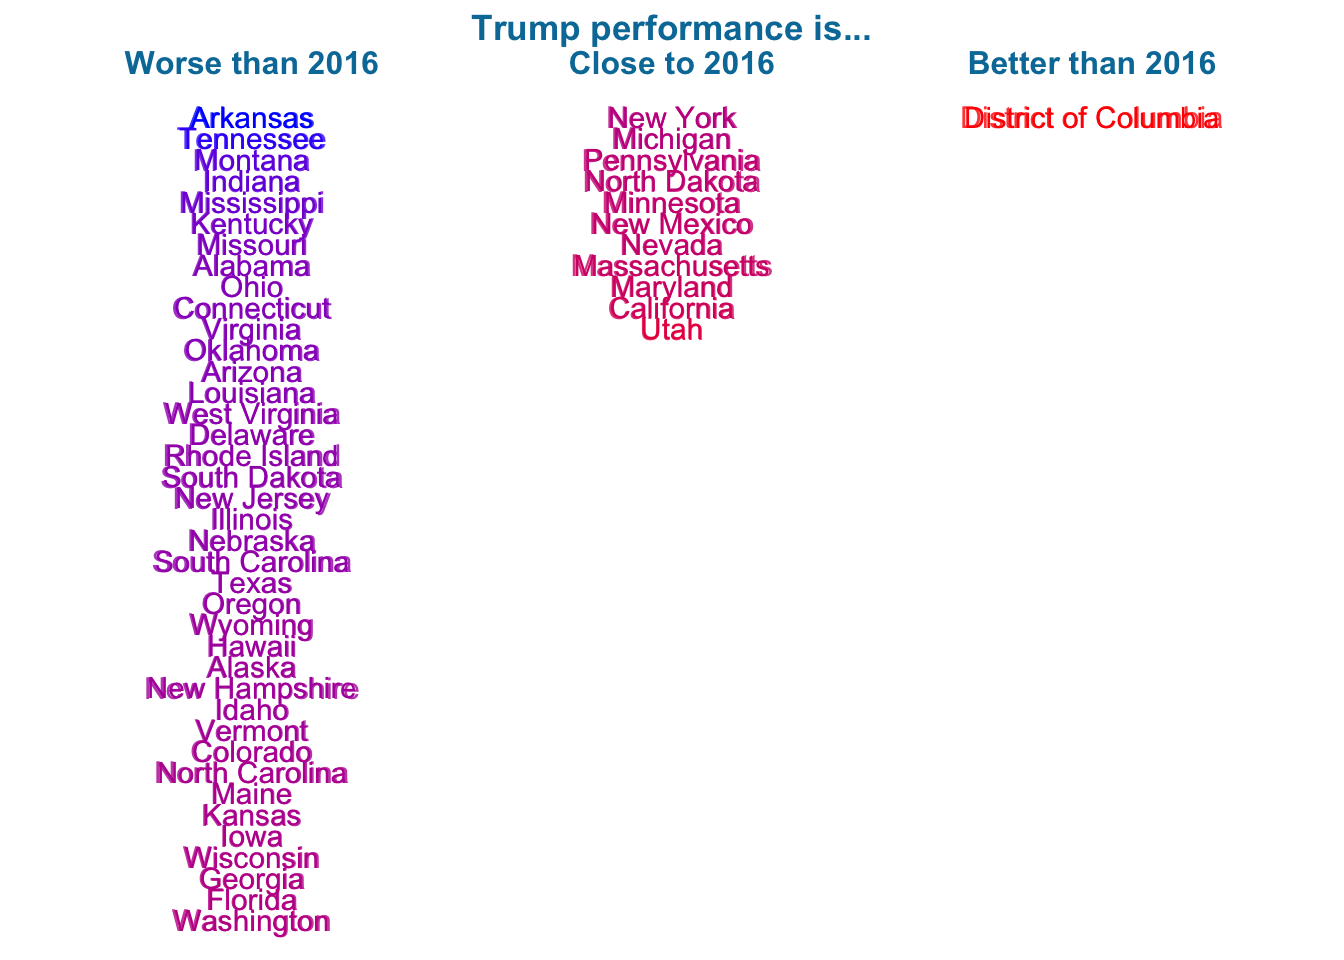 Trump performance is...
Worse than 2016
Close to 2016
Better than 2016
Arkansas
Tennessee
Montana
Indiana
Mississippi
Kentucky
Missouri
Alabama
Ohio
Connecticut
Virginia
Oklahoma
Arizona
Louisiana
West Virginia
Delaware
Rhode Island
South Dakota
New Jersey
Illinois
Nebraska
South Carolina
Texas
Oregon
Wyoming
Hawaii
Alaska
New Hampshire
Idaho
Vermont
Colorado
North Carolina
Maine
Kansas
Iowa
Wisconsin
Georgia
Florida
Washington
New York
Michigan
Pennsylvania
North Dakota
Minnesota
New Mexico
Nevada
Massachusetts
Maryland
California
Utah
District of Columbia